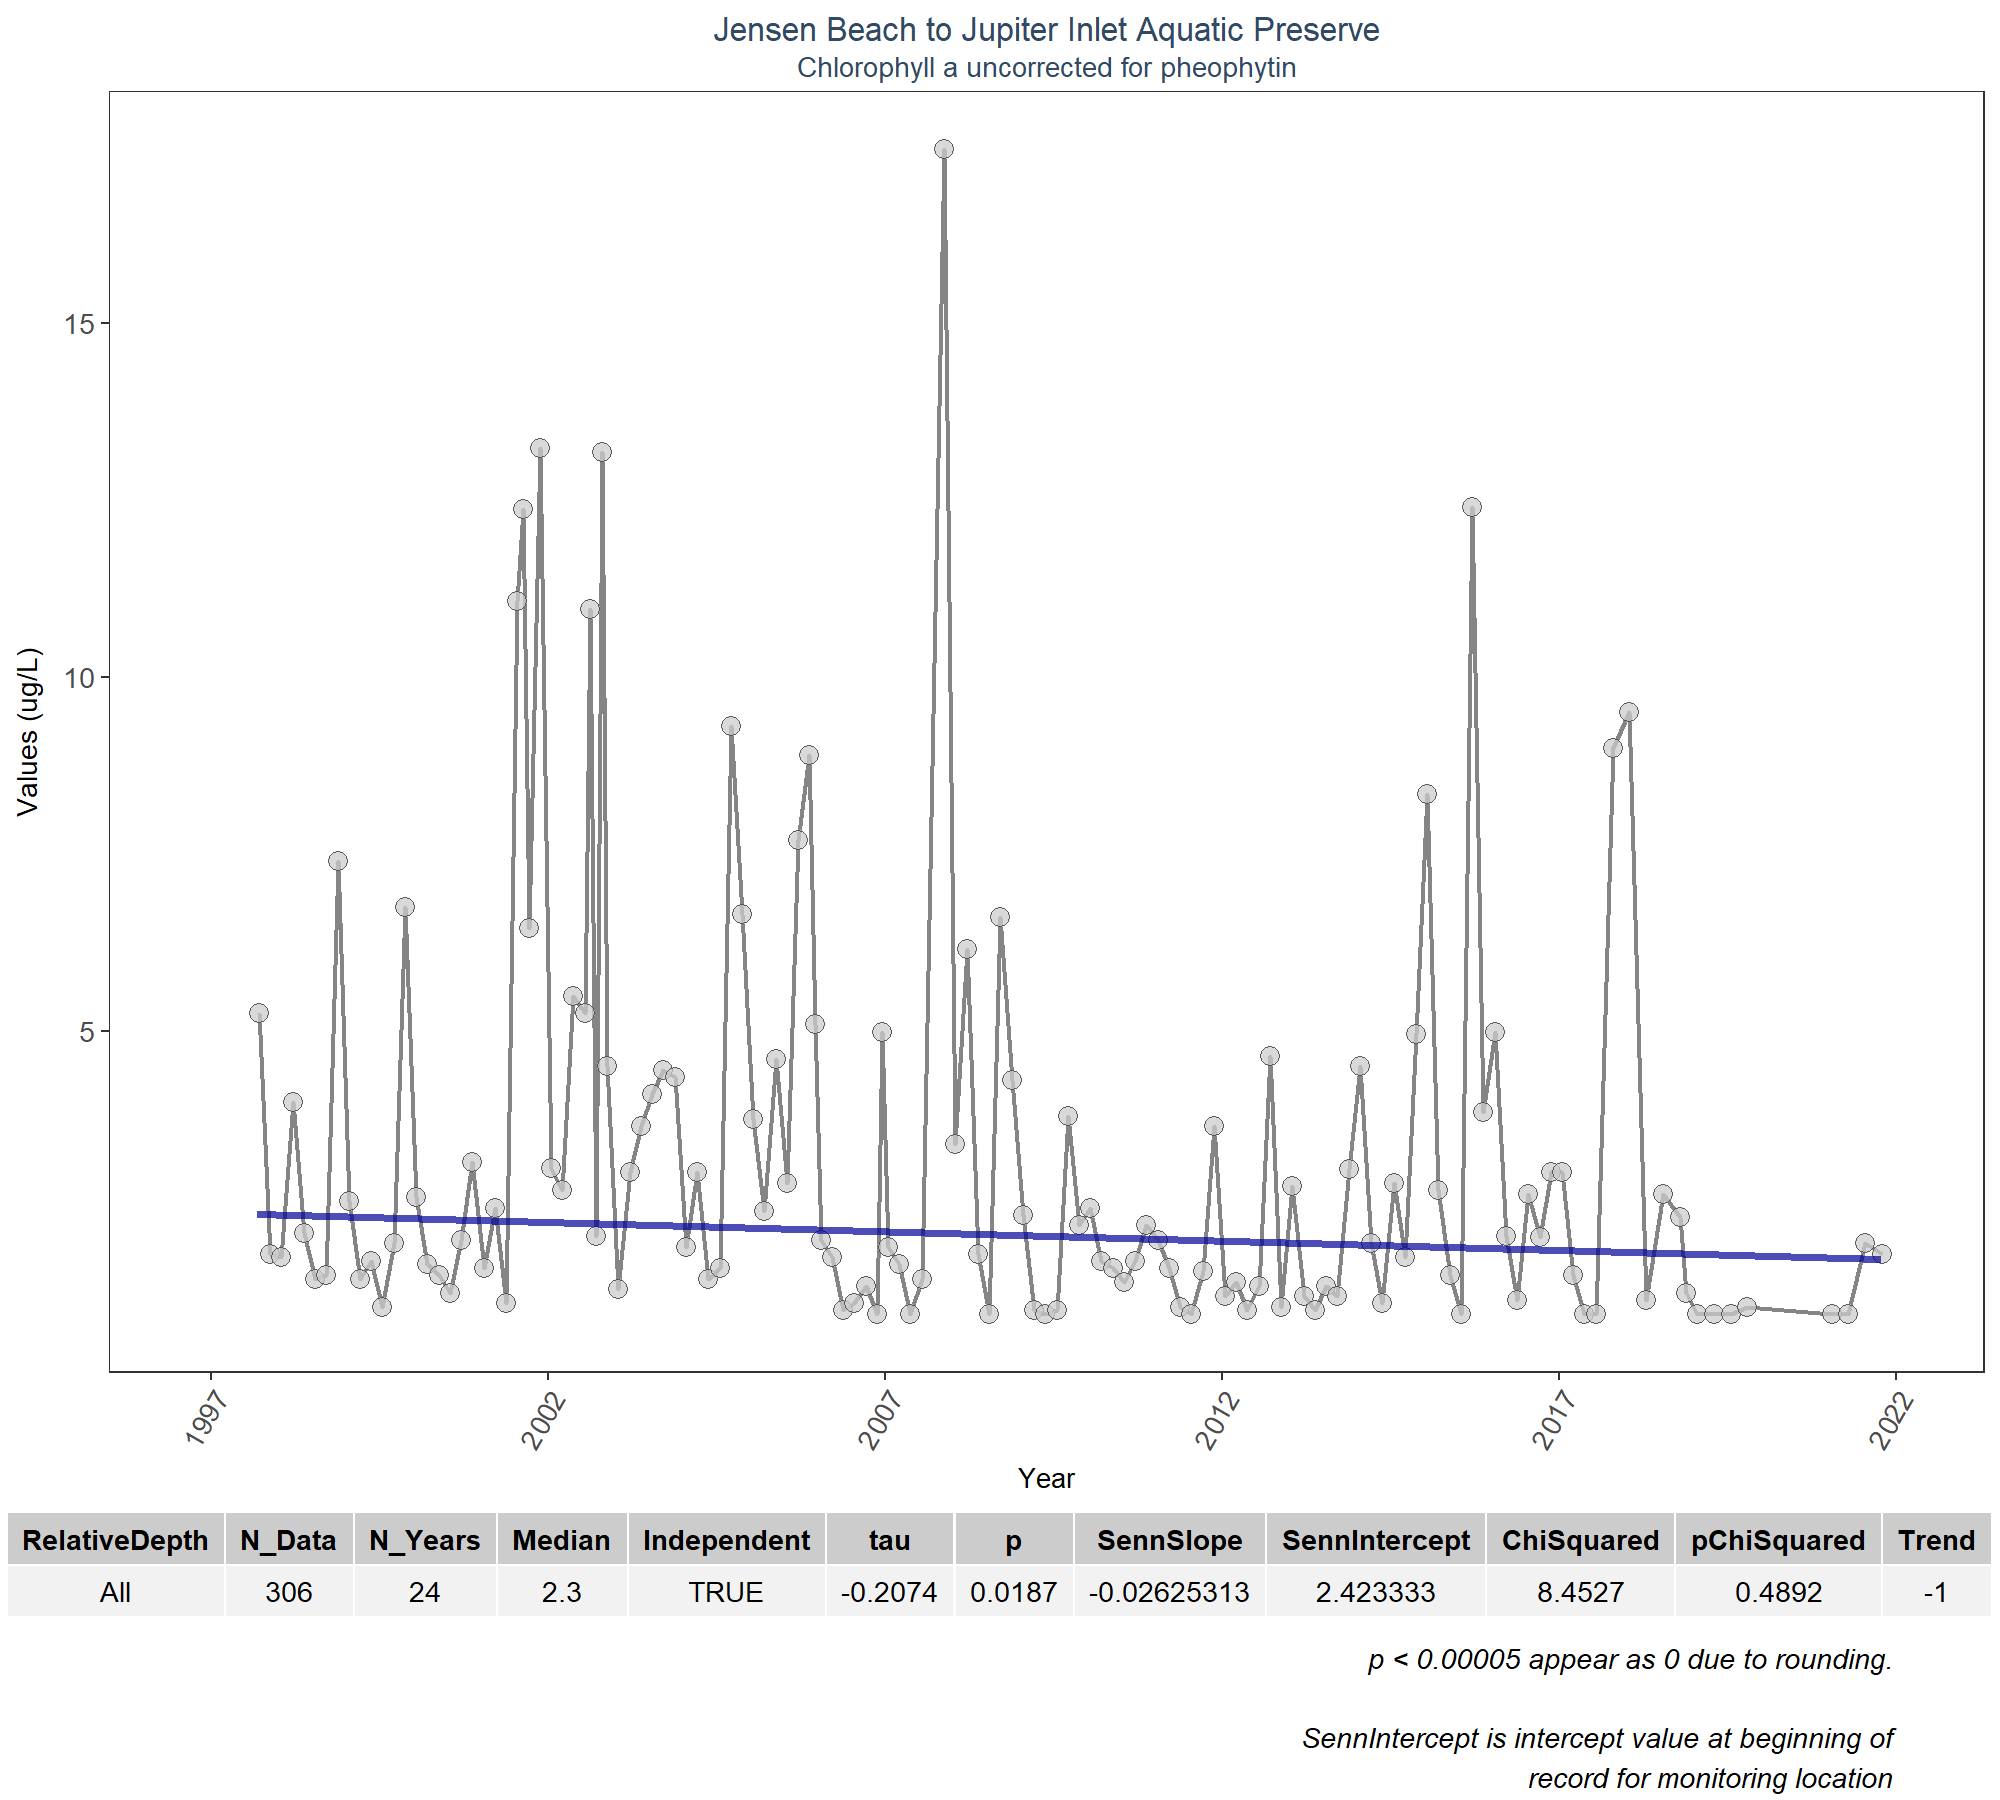 Jensen Beach to Jupiter Inlet Aquatic Preserve
Chlorophyll a uncorrected for pheophytin
Values (ug/L)
15
10
5
1997
2002
2007
2012
2017
2022
Year
RelativeDepth N_Data N_Years Median Independent tau p SennSlope SennIntercept ChiSquared pChiSquared Trend
All 306 24 2.3 TRUE -0.2074 0.0187 -0.02625313 2.423333 8.4527 0.4892 -1
p < 0.00005 appear as 0 due to rounding.
SennIntercept is intercept value at beginning of
record for monitoring location